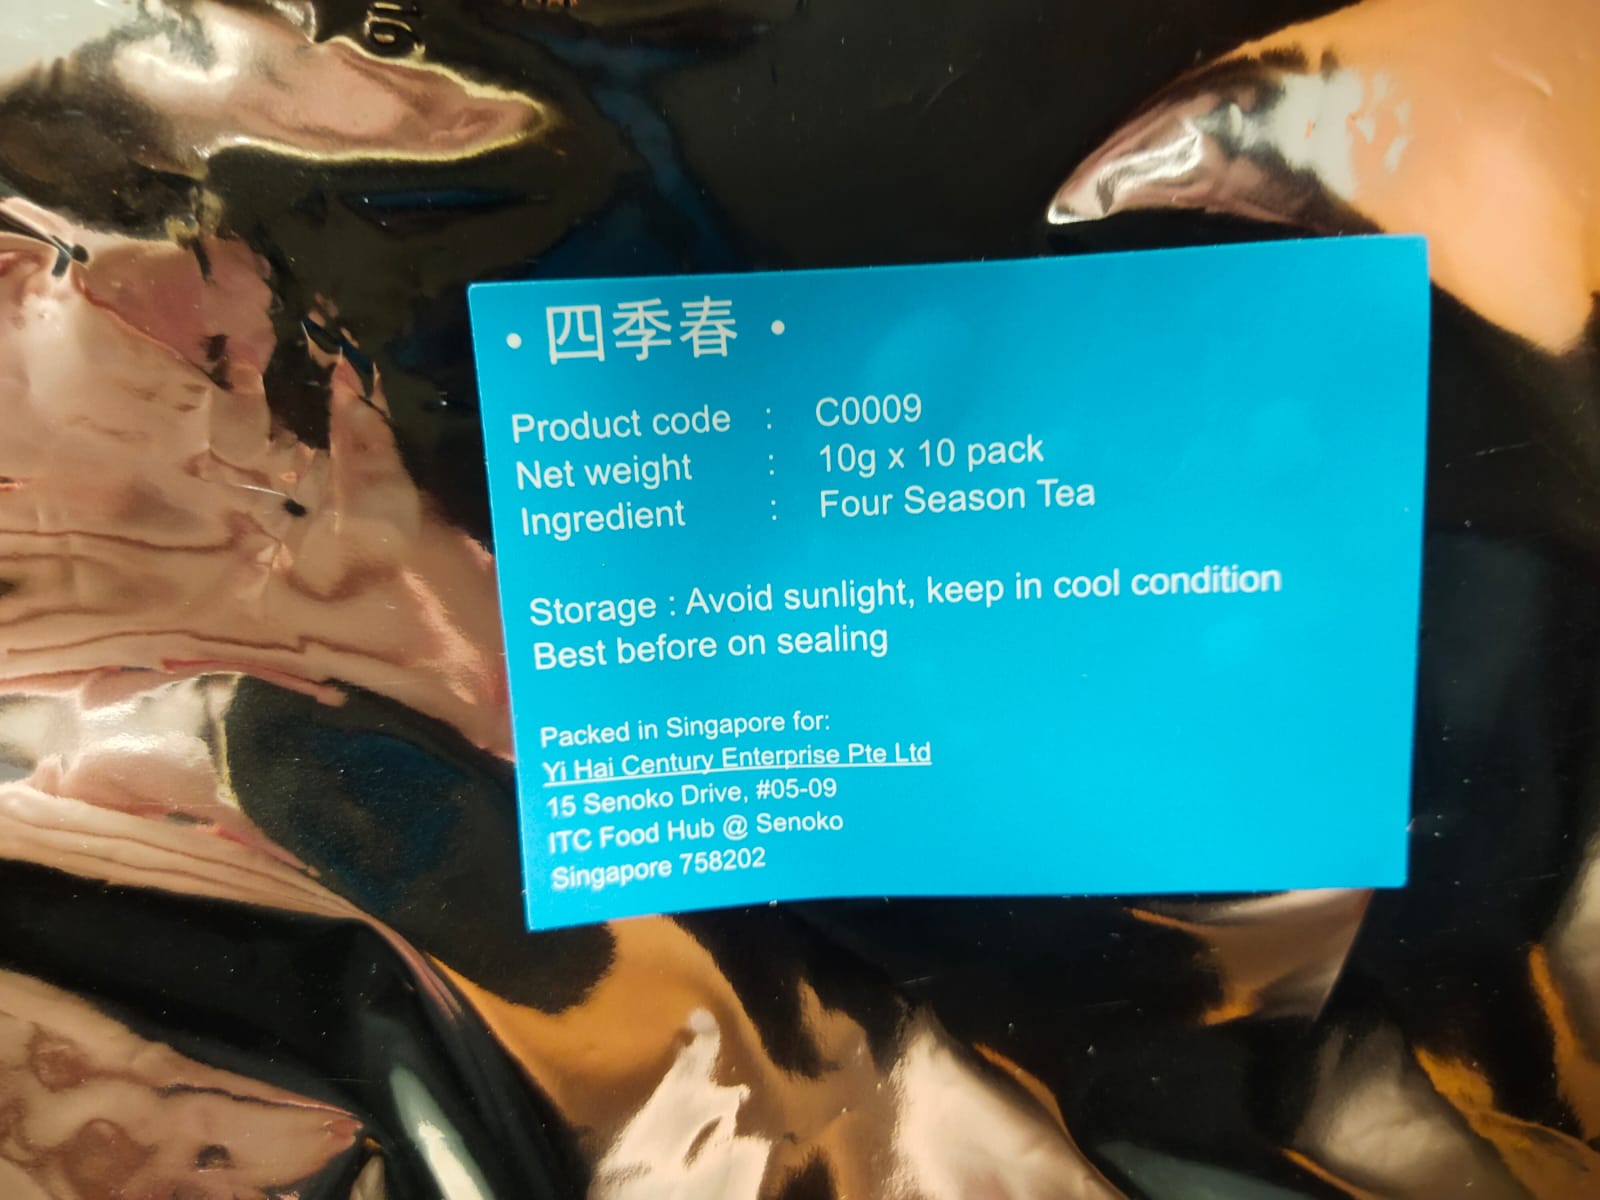 • 四季春 •
Product code : C0009
Net weight : 10g x 10 pack
Ingredient : Four Season Tea
Storage : Avoid sunlight, keep in cool condition
Best before on sealing
Packed in Singapore for:
Yi Hai Century Enterprise Pte Ltd
15 Senoko Drive, #05-09
ITC Food Hub @ Senoko
Singapore 758202